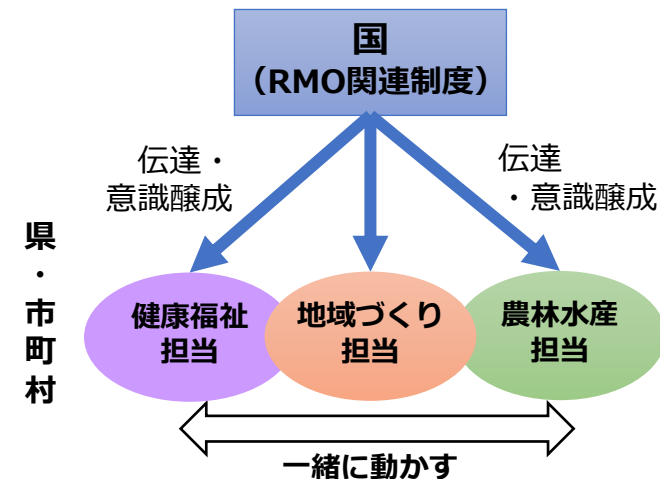 国
（RMO関連制度）
伝達・
意識醸成
伝達
・意識醸成
県・市町村
健康福祉
担当
地域づくり
担当
農林水産
担当
一緒に動かす